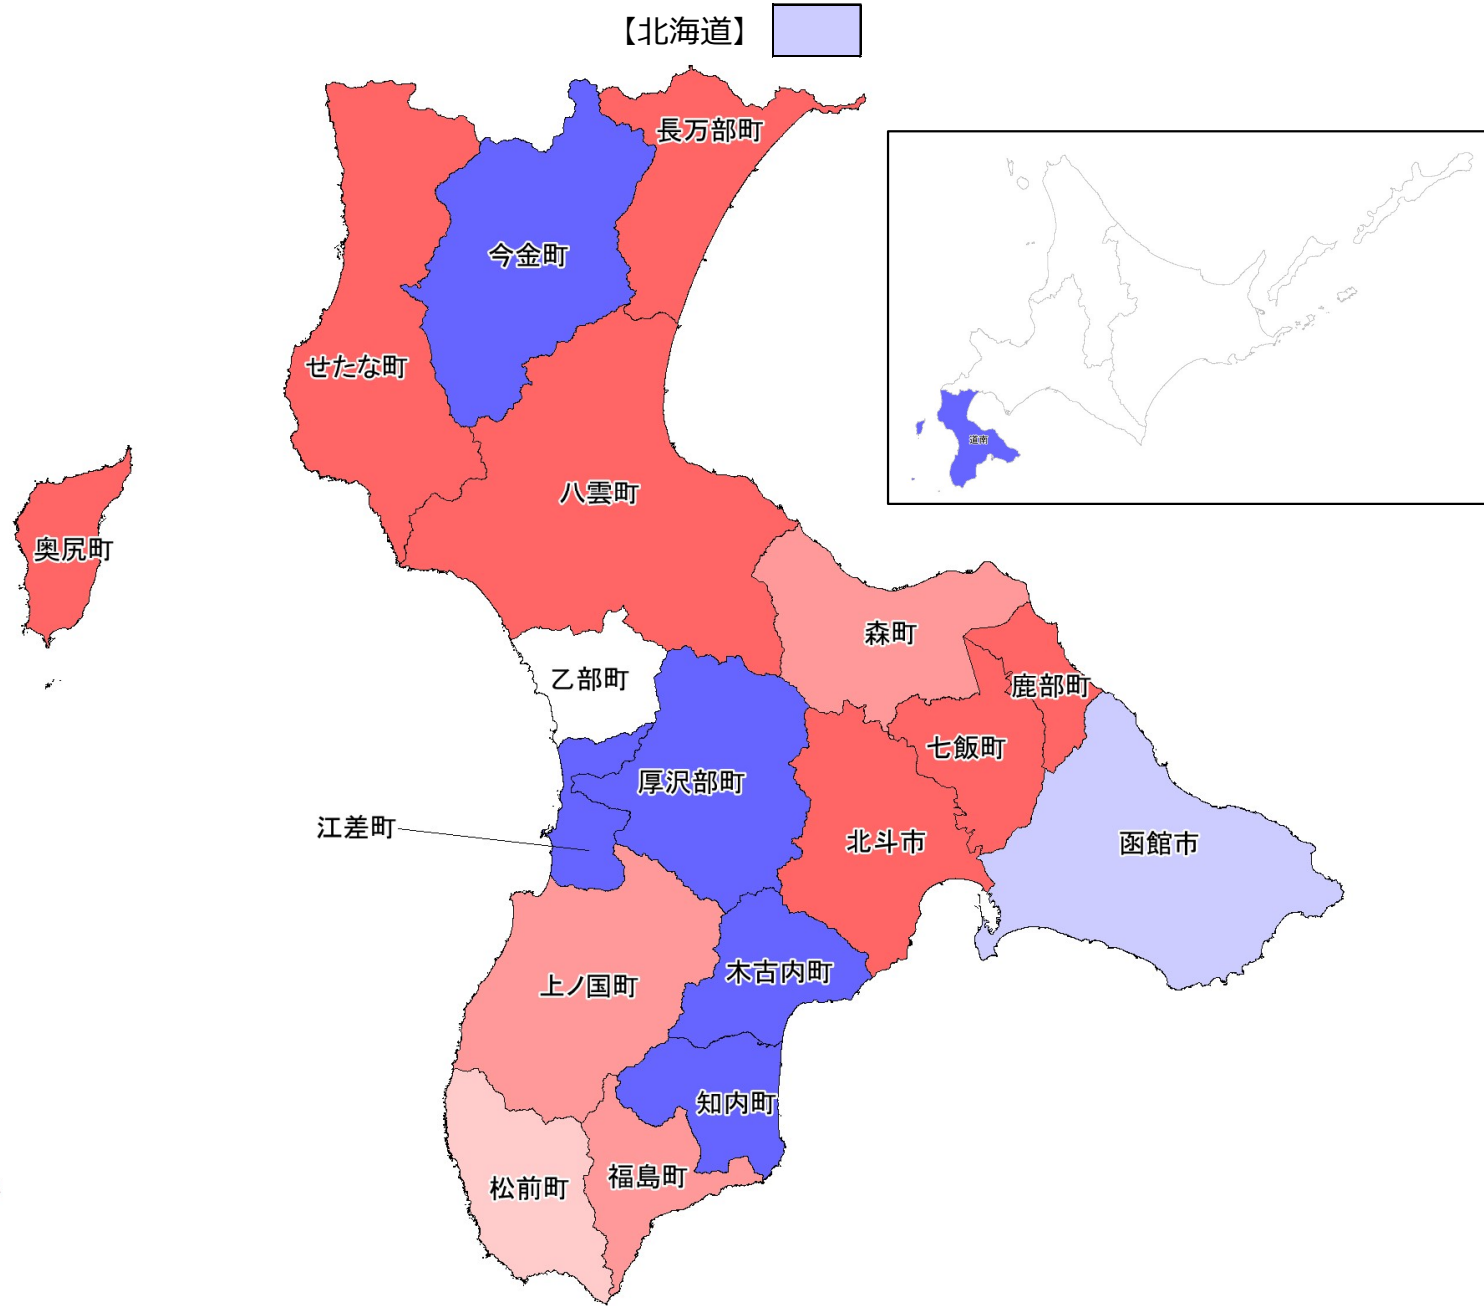 【北海道】
長万部町
今金町
せたな町
道南
八雲町
奥尻町
森町
乙部町
鹿部町
七飯町
厚沢部町
江差町
北斗市
函館市
木古内町
上ノ国町
知内町
福島町
松前町